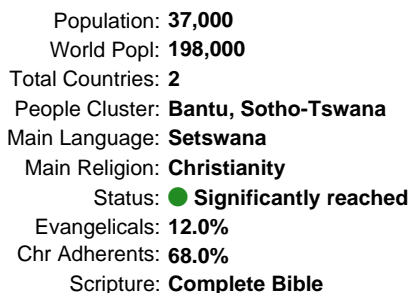 Population: 37,000
World Popl: 198,000
Total Countries: 2
People Cluster: Bantu, Sotho-Tswana
Main Language: Setswana
Main Religion: Christianity
Status: Significantly reached
Evangelicals: 12.0%
Chr Adherents: 68.0%
Scripture: Complete Bible